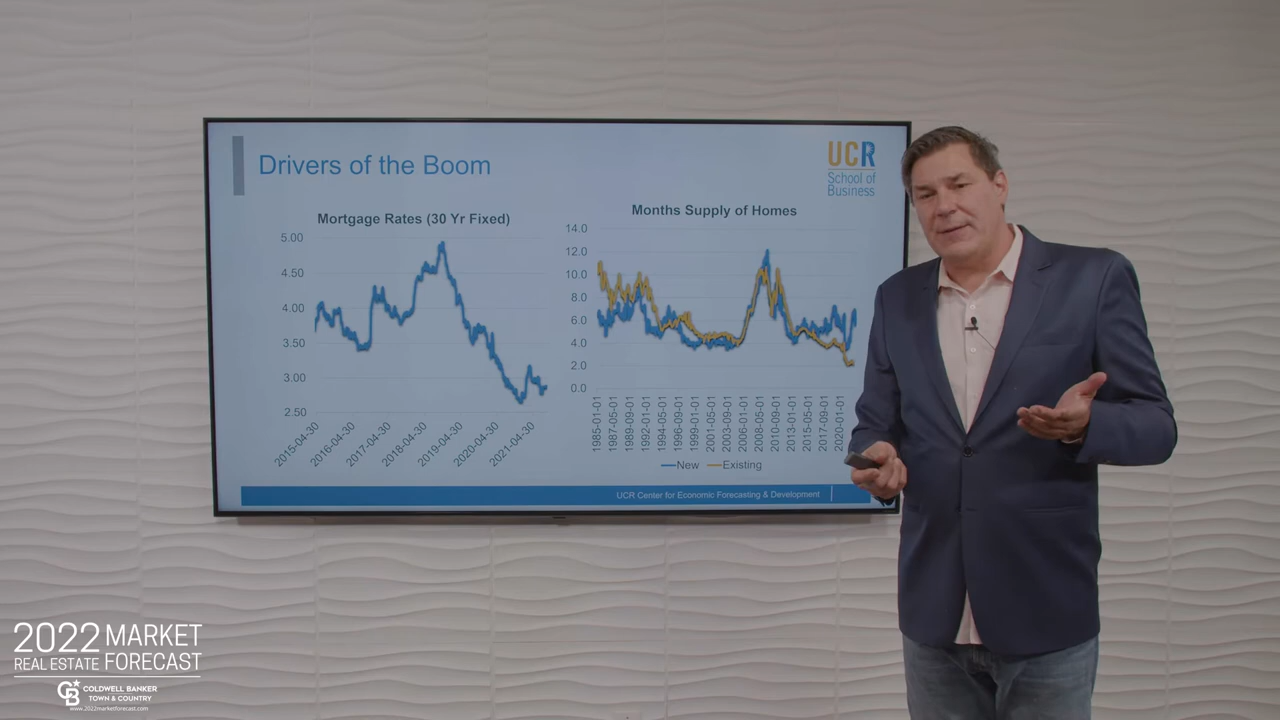 Drivers of the Boom
UCR
School of
Business
Mortgage Rates (30 Yr Fixed)
5.00
4.50
4.00
3.50
3.00
2.50
2015-04-30
2016-04-30
2017-04-30
2018-04-30
2019-04-30
2020-04-30
2021-04-30
Months Supply of Homes
14.0
12.0
10.0
8.0
6.0
4.0
2.0
0.0
1985-01-01
1987-05-01
1989-09-01
1992-01-01
1994-05-01
1996-09-01
1999-01-01
2001-05-01
2003-09-01
2006-01-01
2008-05-01
2010-09-01
2013-01-01
2015-05-01
2017-09-01
2020-01-01
New Existing
UCR Center for Economic Forecasting & Development
2022 MARKET
REAL ESTATE FORECAST
CB COLDWELL BANKER
TOWN & COUNTRY
www.2022marketforecast.com